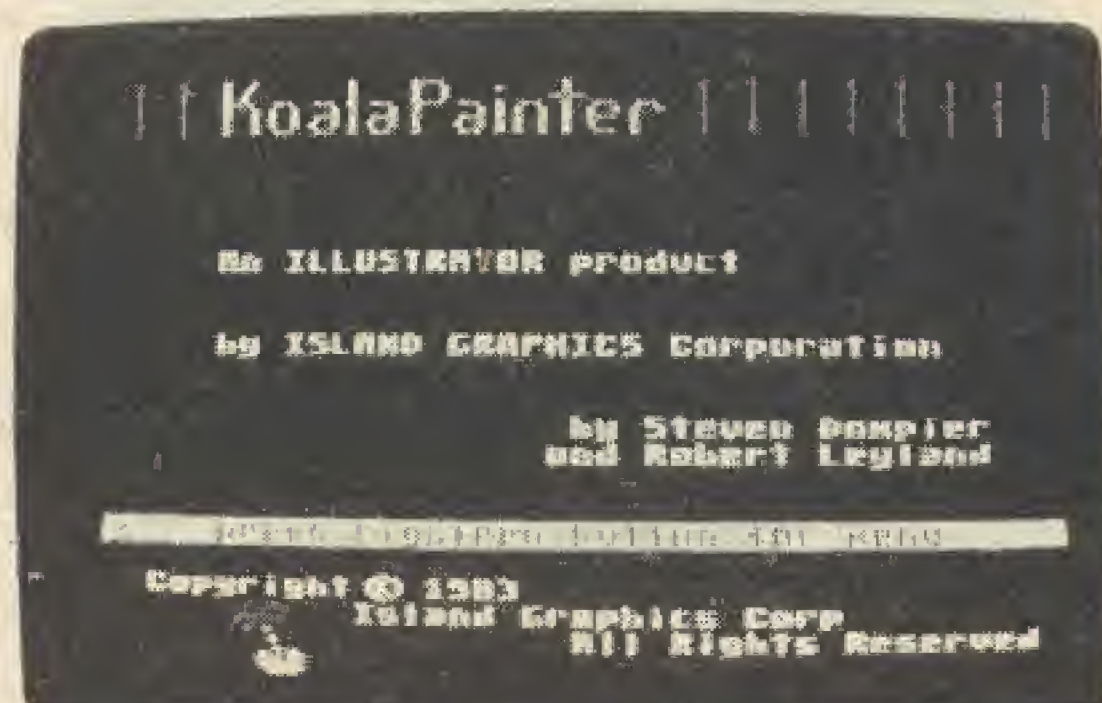 KoalaPainter
An ILLUSTRATOR product
by ISLAND GRAPHICS Corporation
by Steven Dompier
and Robert Leyland
Copyright © 1983
Island Graphics Corp
All Rights Reserved